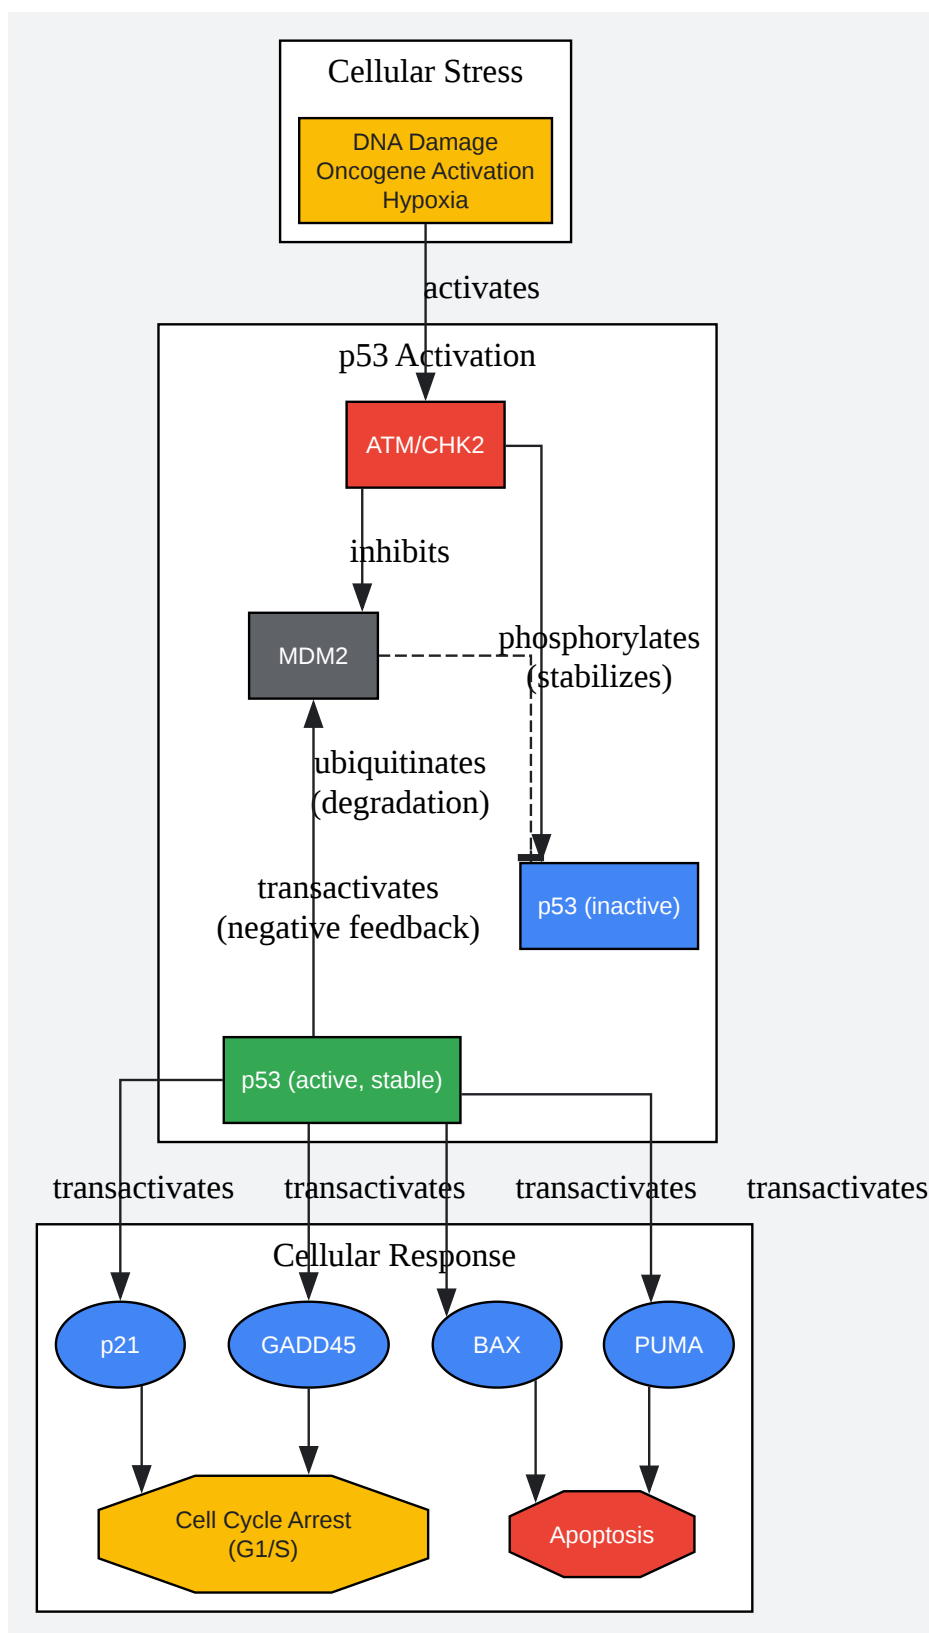 Cellular Stress
DNA Damage
Oncogene Activation
Hypoxia
activates
p53 Activation
ATM/CHK2
inhibits
phosphorylates
(stabilizes)
MDM2
ubiquitinates
(degradation)
transactivates
(negative feedback)
p53 (inactive)
p53 (active, stable)
transactivates
transactivates
transactivates
transactivates
Cellular Response
p21
GADD45
BAX
PUMA
Cell Cycle Arrest
(G1/S)
Apoptosis